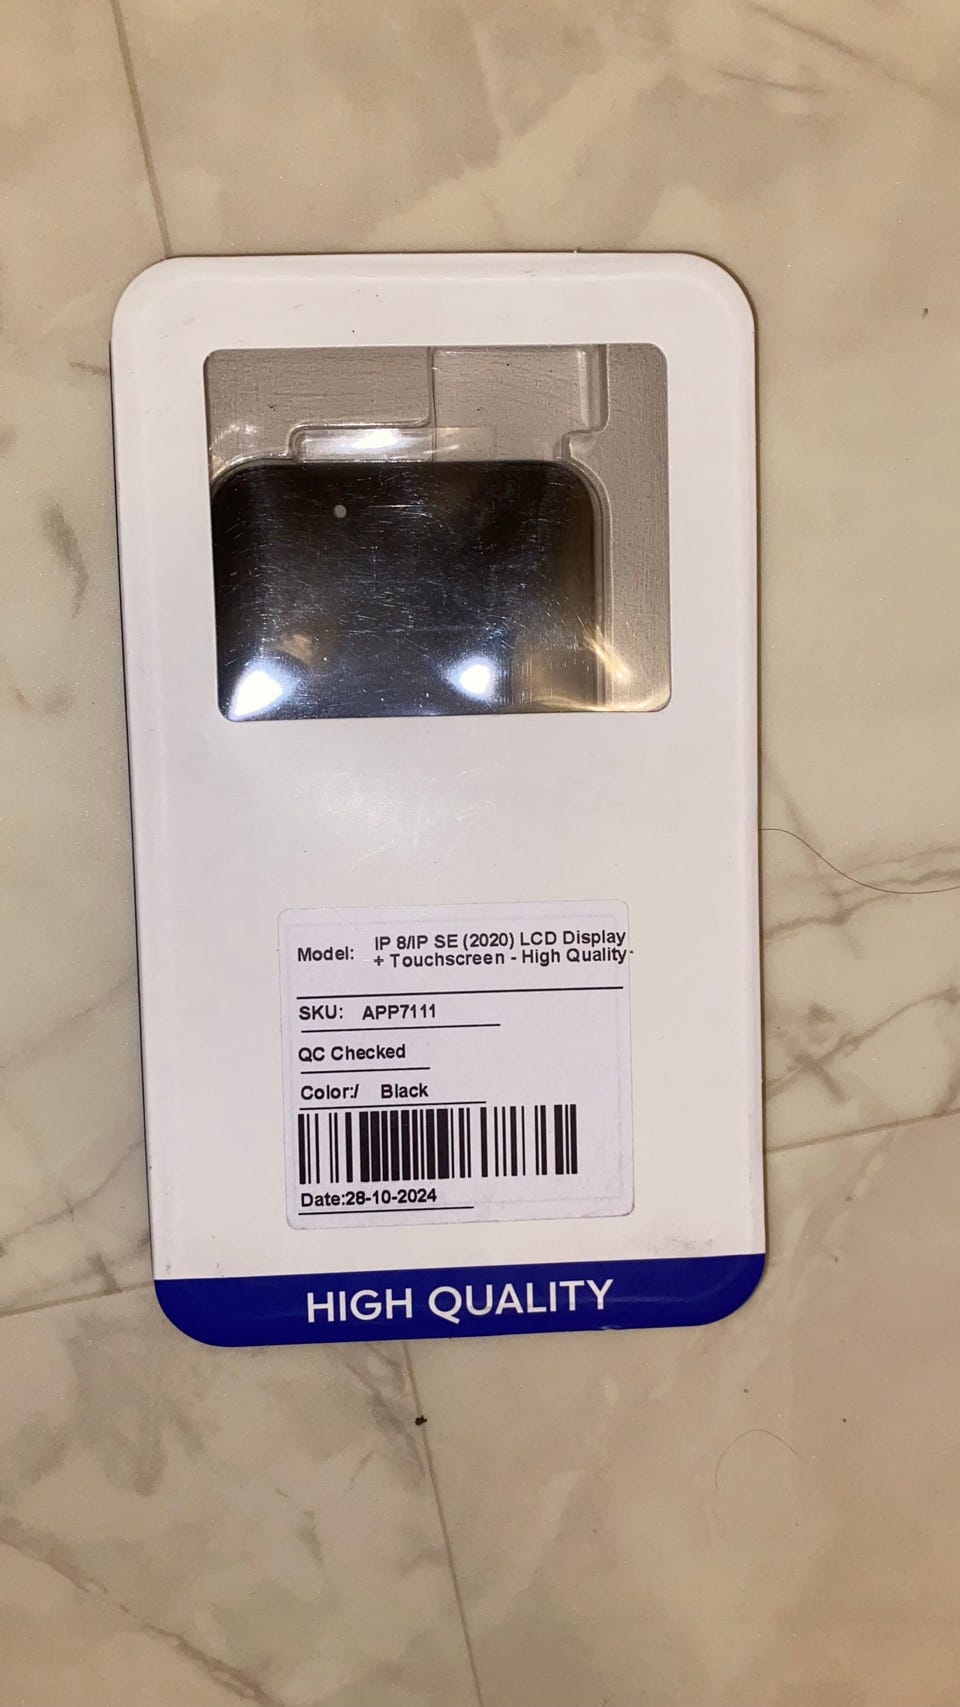 Model: IP 8/IP SE (2020) LCD Display
+ Touchscreen - High Quality
SKU: APP7111
QC Checked
Color:/ Black
Date:28-10-2024
HIGH QUALITY